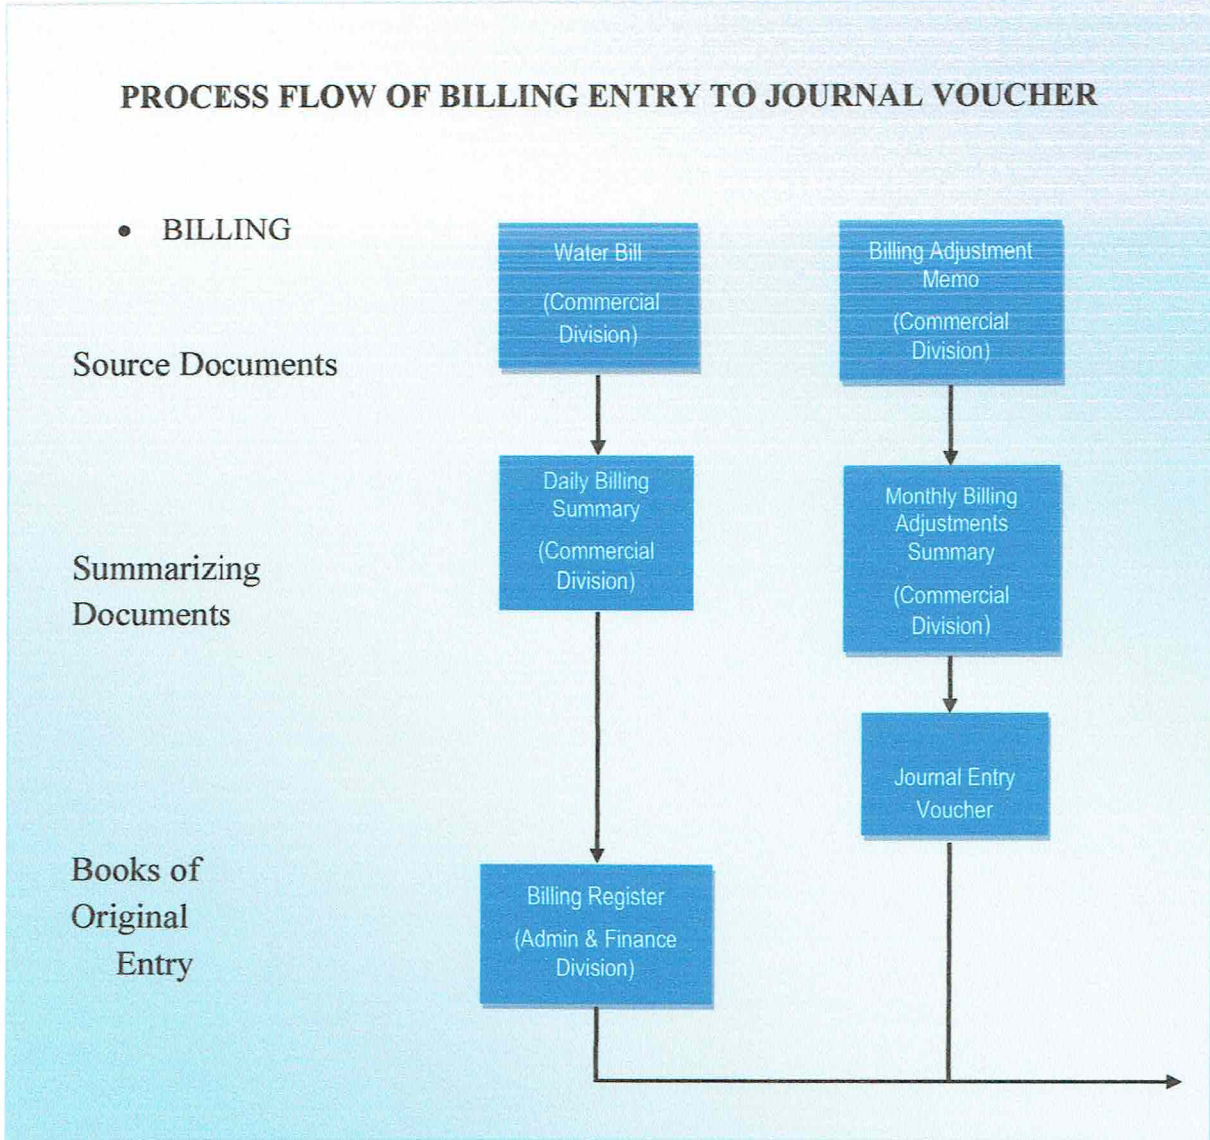 PROCESS FLOW OF BILLING ENTRY TO JOURNAL VOUCHER
• BILLING
Source Documents
Water Bill
(Commercial
Division)
Billing Adjustment
Memo
(Commercial
Division)
Summarizing
Documents
Daily Billing
Summary
(Commercial
Division)
Monthly Billing
Adjustments
Summary
(Commercial
Division)
Journal Entry
Voucher
Books of
Original
Entry
Billing Register
(Admin & Finance
Division)